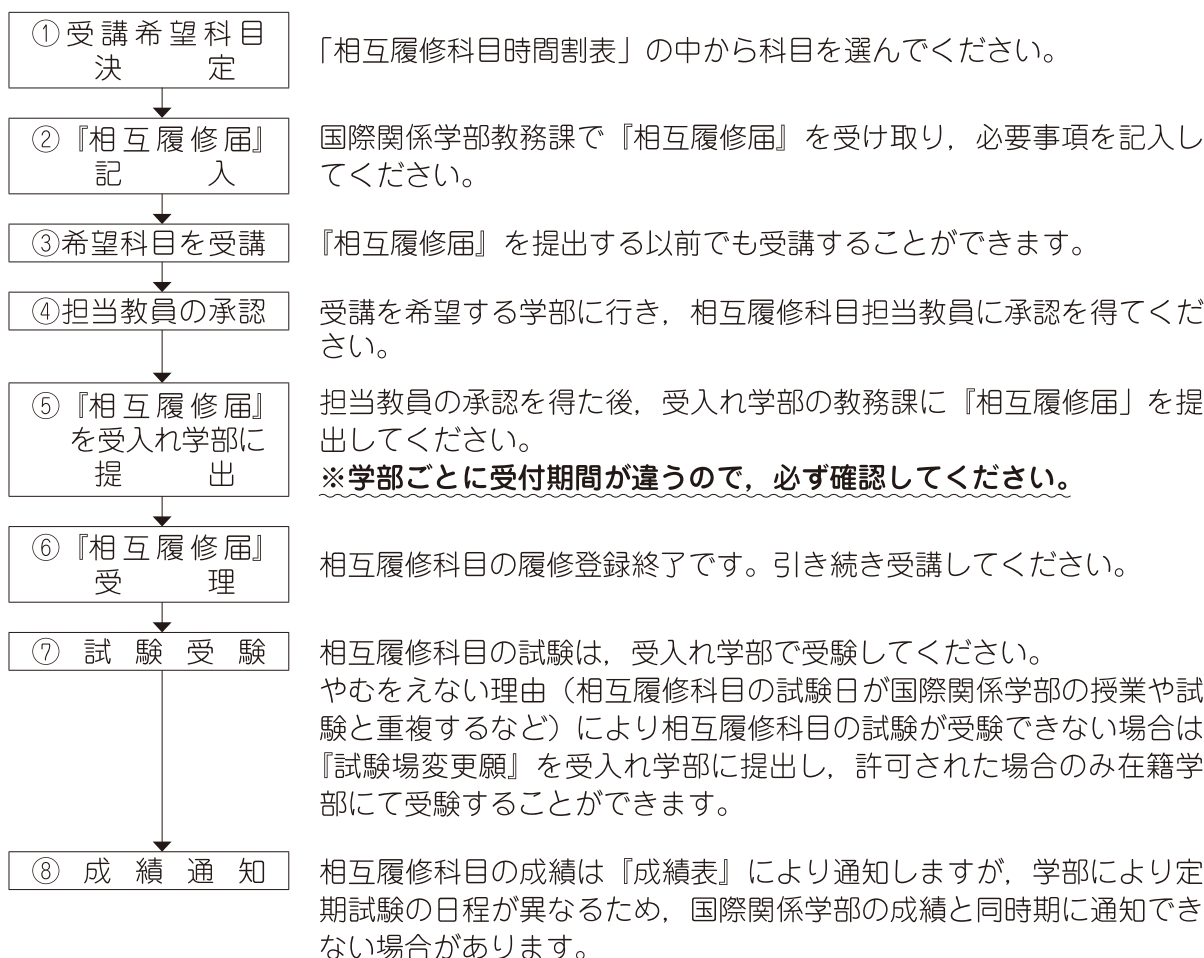 ①受講希望科目
決定
「相互履修科目時間割表」の中から科目を選んでください。
②『相互履修届』
記入
国際関係学部教務課で『相互履修届』を受け取り，必要事項を記入し
てください。
③希望科目を受講
『相互履修届』を提出する以前でも受講することができます。
④担当教員の承認
受講を希望する学部に行き，相互履修科目担当教員に承認を得てくだ
さい。
⑤『相互履修届』
を受入れ学部に
提出
担当教員の承認を得た後，受入れ学部の教務課に『相互履修届」を提
出してください。
※学部ごとに受付期間が違うので，必ず確認してください。
⑥『相互履修届』
受理
相互履修科目の履修登録終了です。引き続き受講してください。
⑦試験受験
相互履修科目の試験は，受入れ学部で受験してください。
やむをえない理由（相互履修科目の試験日が国際関係学部の授業や試
験と重複するなど）により相互履修科目の試験が受験できない場合は
『試験場変更願』を受入れ学部に提出し，許可された場合のみ在籍学
部にて受験することができます。
⑧成績通知
相互履修科目の成績は『成績表』により通知しますが，学部により定
期試験の日程が異なるため，国際関係学部の成績と同時期に通知でき
ない場合があります。